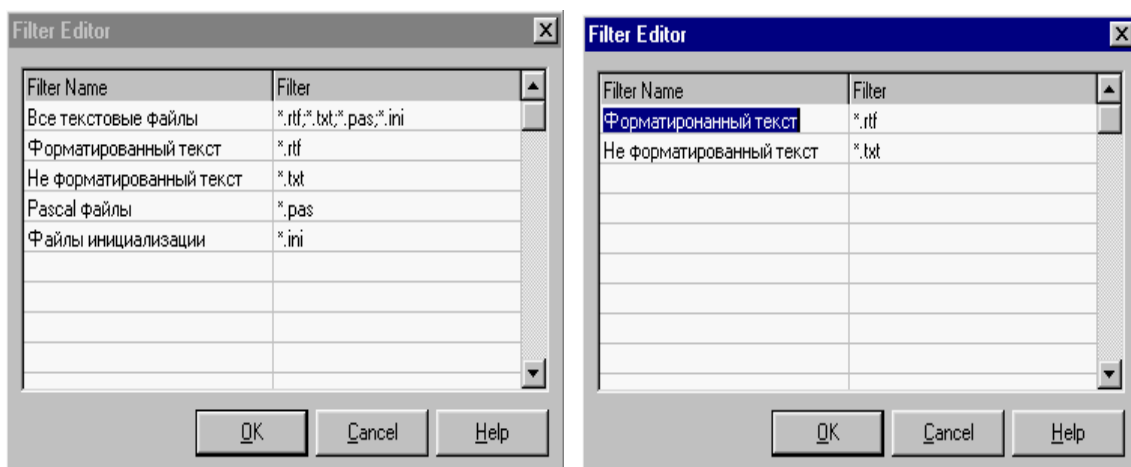 Filter Editor
Filter Name Filter
Все текстовые файлы *.rtf;*.txt;*.pas;*.ini
Форматированный текст *.rtf
Не форматированный текст *.txt
Pascal файлы *.pas
Файлы инициализации *.ini
OK Cancel Help
Filter Editor
Filter Name Filter
Форматиронанный текст *.rtf
Не форматированный текст *.txt
OK Cancel Help